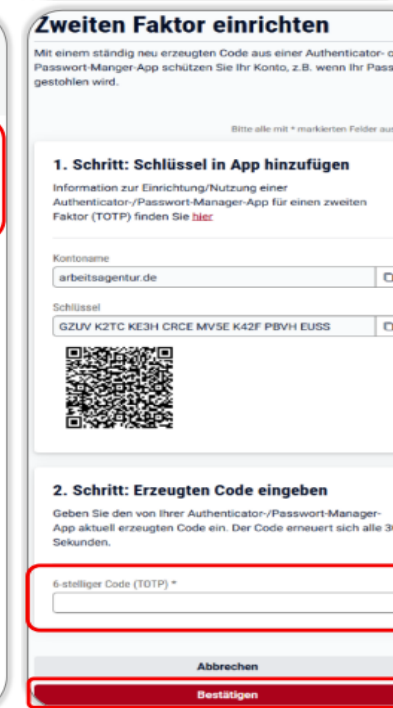 Zweiten Faktor einrichten
Mit einem ständig neu erzeugten Code aus einer Authenticator- o
Passwort-Manger-App schützen Sie Ihr Konto, z.B. wenn Ihr Pass
gestohlen wird.
Bitte alle mit * markierten Felder aus
1. Schritt: Schlüssel in App hinzufügen
Information zur Einrichtung/Nutzung einer
Authenticator-/Passwort-Manager-App für einen zweiten
Faktor (TOTP) finden Sie hier
Kontoname
arbeitsagentur.de
Schlüssel
GZUV K2TC KE3H CRCE MV5E K42F PBVH EUSS
2. Schritt: Erzeugten Code eingeben
Geben Sie den von Ihrer Authenticator-/Passwort-Manager-
App aktuell erzeugten Code ein. Der Code erneuert sich alle 30
Sekunden.
6-stelliger Code (TOTP) *
Abbrechen
Bestätigen